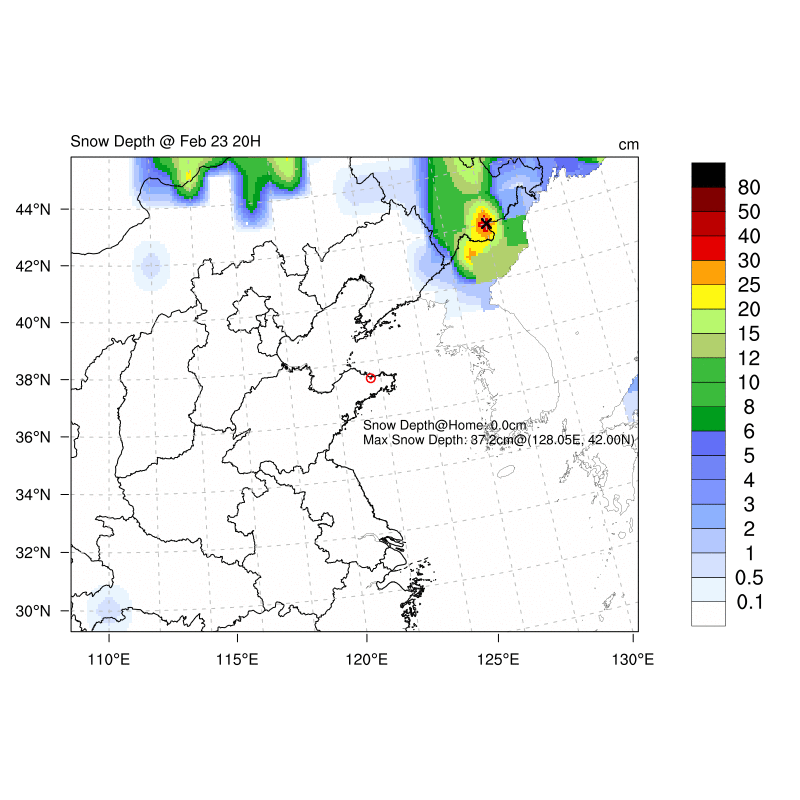 Snow Depth @ Feb 23 20H
cm
44°N
42°N
40°N
38°N
36°N
34°N
32°N
30°N
110°E
115°E
120°E
125°E
130°E
Snow Depth@Home: 0.0cm
Max Snow Depth: 37.2cm@(128.05E, 42.00N)
80
50
40
30
25
20
15
12
10
8
6
5
4
3
2
1
0.5
0.1